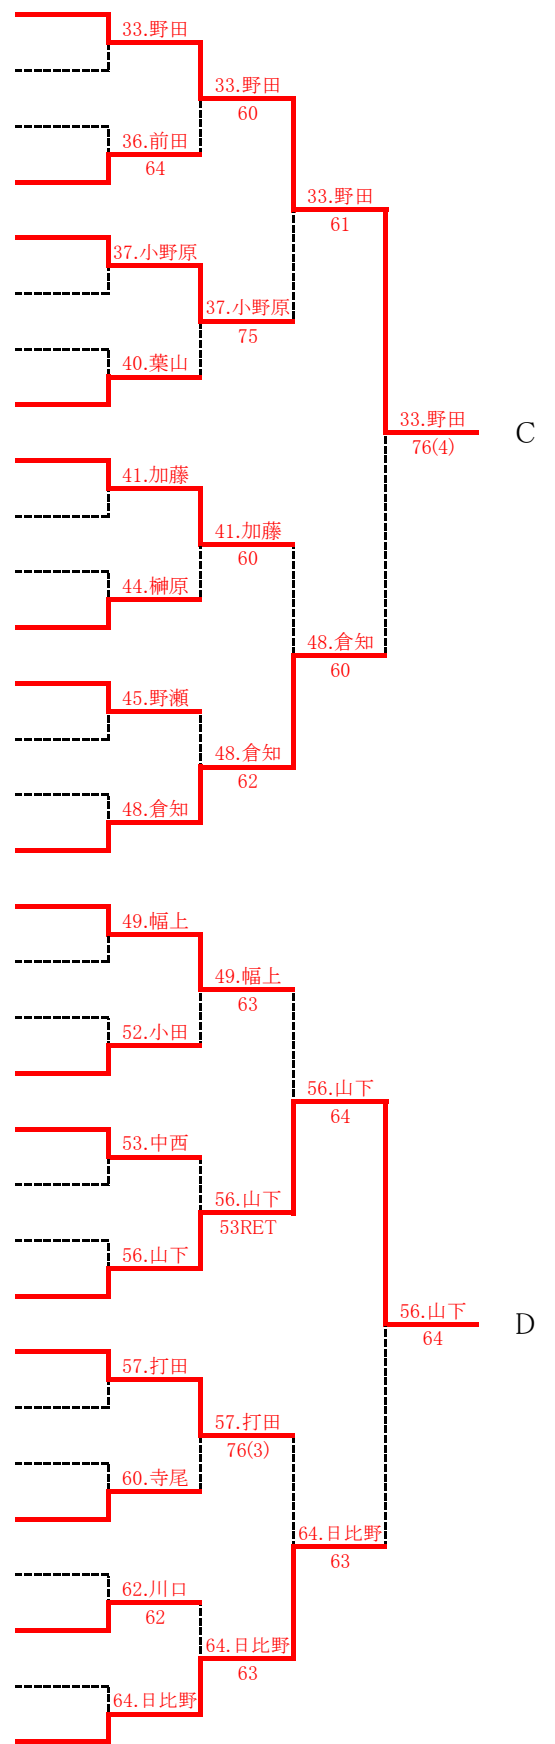 33.野田
33.野田
60
36.前田
64
33.野田
61
37.小野原
37.小野原
75
40.葉山
33.野田
76(4)
C
41.加藤
41.加藤
60
44.榊原
48.倉知
60
45.野瀬
48.倉知
62
48.倉知
49.幅上
49.幅上
63
52.小田
56.山下
64
53.中西
56.山下
53RET
56.山下
56.山下
64
D
57.打田
57.打田
76(3)
60.寺尾
64.日比野
63
62.川口
62
64.日比野
63
64.日比野